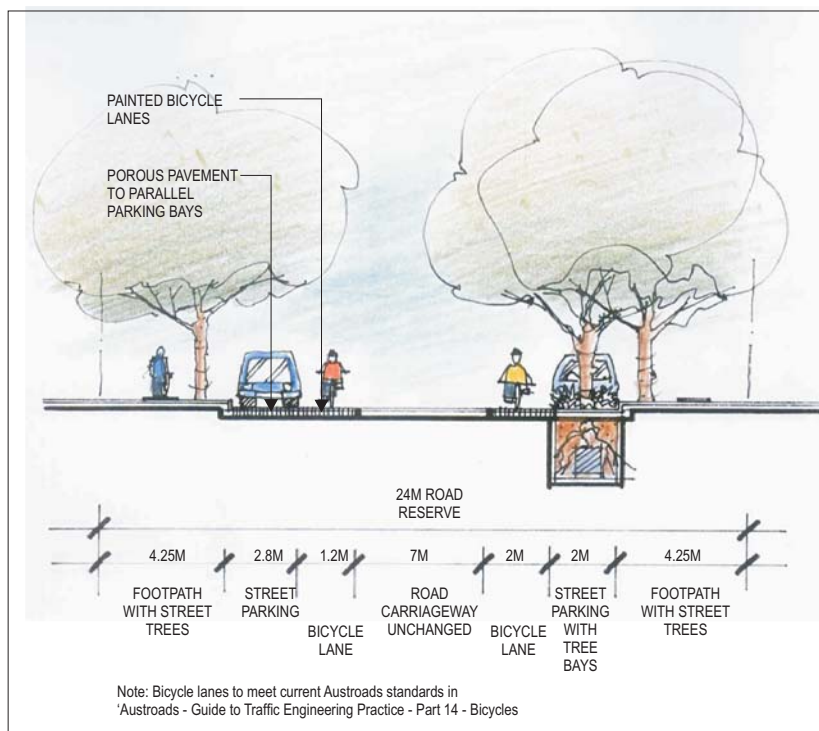 PAINTED BICYCLE
LANES
POROUS PAVEMENT
TO PARALLEL
PARKING BAYS
24M ROAD
RESERVE
4.25M
2.8M
1.2M
7M
2M
2M
4.25M
FOOTPATH
WITH STREET
TREES
STREET
PARKING
BICYCLE
LANE
ROAD
CARRIAGEWAY
UNCHANGED
BICYCLE
LANE
STREET
PARKING
WITH
TREE
BAYS
FOOTPATH
WITH STREET
TREES
Note: Bicycle lanes to meet current Austroads standards in
‘Austroads - Guide to Traffic Engineering Practice - Part 14 - Bicycles